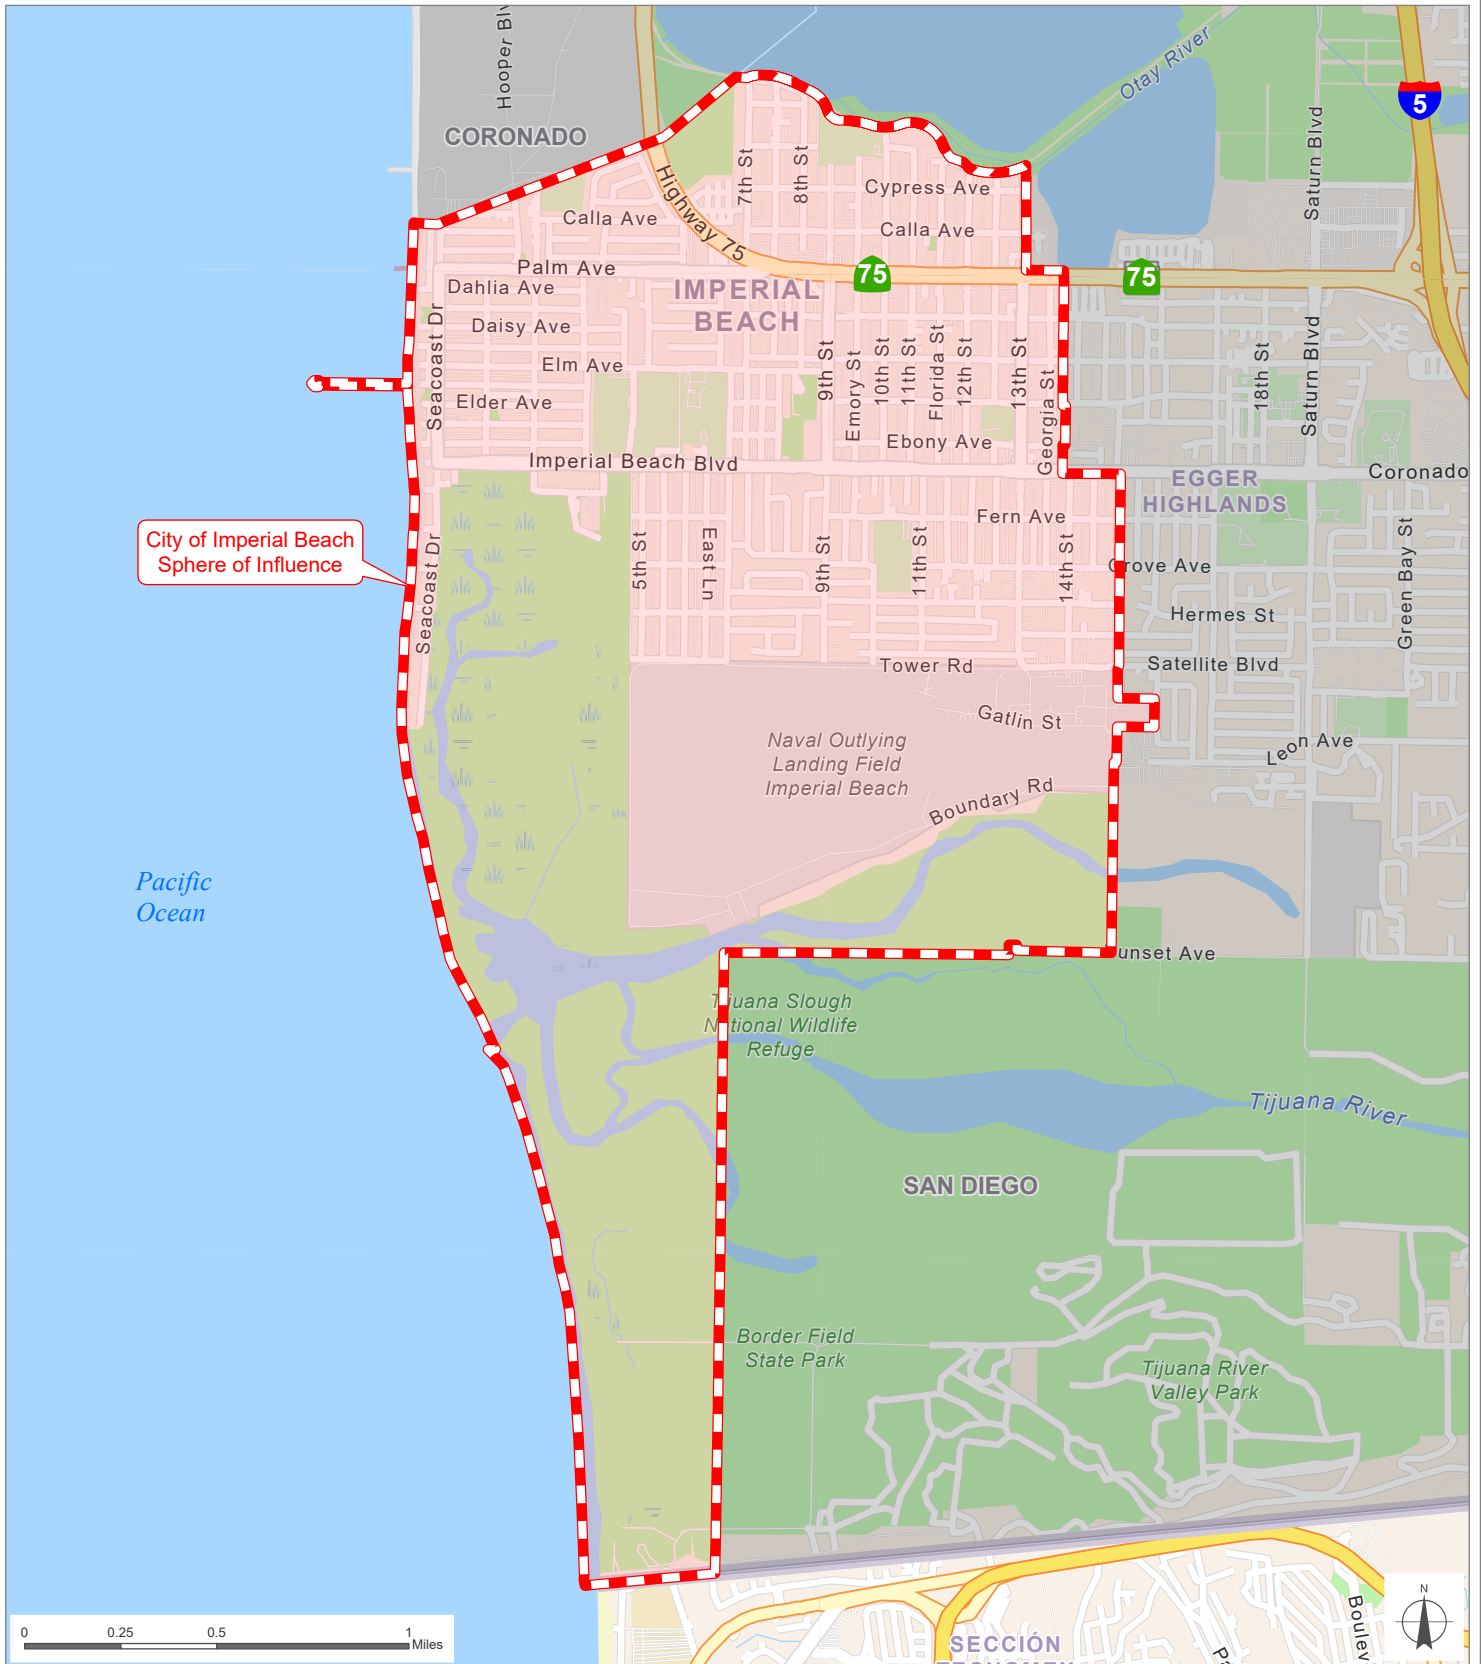 Hooper Blv
Otay River
5
CORONADO
Saturn Blvd
7th St
8th St
Cypress Ave
Highway 75
Calla Ave
Calla Ave
Palm Ave
75
75
Dahlia Ave
IMPERIAL
BEACH
Seacoast Dr
Daisy Ave
Elm Ave
9th St
Emory St
10th St
11th St
Florida St
12th St
13th St
Georgia St
18th St
Saturn Blvd
Elder Ave
Ebony Ave
Imperial Beach Blvd
Coronado
EGGER
HIGHLANDS
City of Imperial Beach
Sphere of Influence
Seacoast Dr
5th St
East Ln
9th St
11th St
Fern Ave
14th St
Grove Ave
Green Bay St
Hermes St
Tower Rd
Satellite Blvd
Gatlin St
Naval Outlying
Landing Field
Imperial Beach
Leon Ave
Boundary Rd
Pacific
Ocean
unset Ave
Tijuana Slough
National Wildlife
Refuge
Tijuana River
SAN DIEGO
Border Field
State Park
Tijuana River
Valley Park
N
Boulev
0 0.25 0.5 1
Miles
SECCIÓN